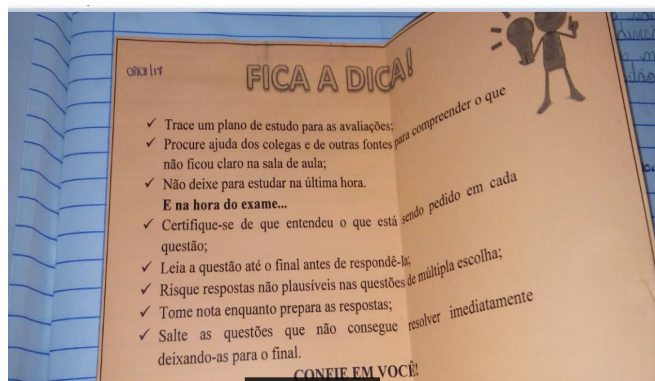 FICA A DICA!
✓ Trace um plano de estudo para as avaliações;
✓ Procure ajuda dos colegas e de outras fontes para compreender o que
não ficou claro na sala de aula;
✓ Não deixe para estudar na última hora.
E na hora do exame...
✓ Certifique-se de que entendeu o que está sendo pedido em cada
questão;
✓ Leia a questão até o final antes de respondê-la;
✓ Risque respostas não plausíveis nas questões de múltipla escolha;
✓ Tome nota enquanto prepara as respostas;
✓ Salte as questões que não consegue resolver imediatamente
deixando-as para o final.
CONFIE EM VOCÊ!